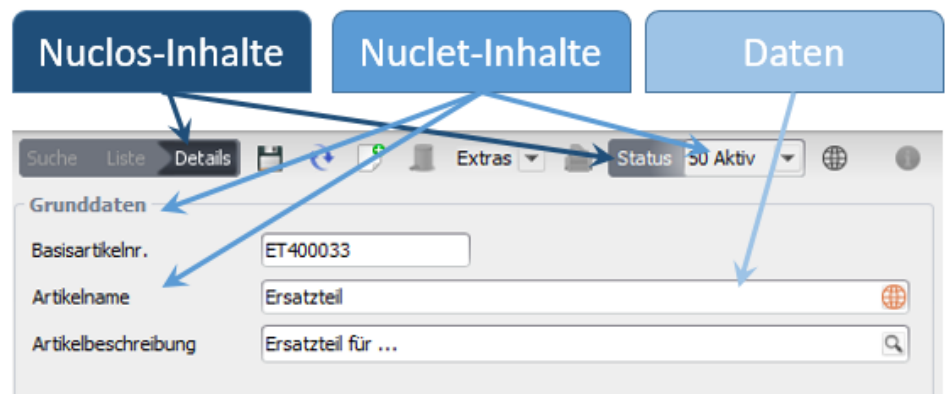 Nuclos-Inhalte Nuclet-Inhalte Daten
Suche Liste Details Extras Status 50 Aktiv
Grunddaten
Basisartikelnr. ET400033
Artikelname Ersatzteil
Artikelbeschreibung Ersatzteil für ...